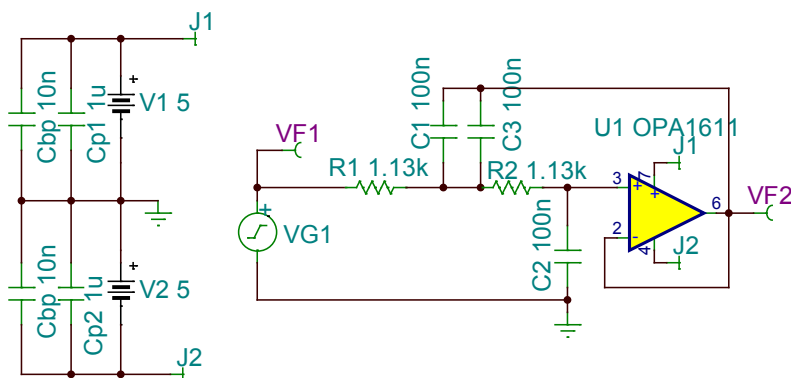 J1
Cbp 10n
Cp1 1u
+
V1 5
Cbp 10n
Cp2 1u
+
V2 5
J2
VF1
+
VG1
R1 1.13k
C1 100n
C3 100n
R2 1.13k
C2 100n
U1 OPA1611
J1
3
+
7
+
6
2
-
4
-
J2
VF2